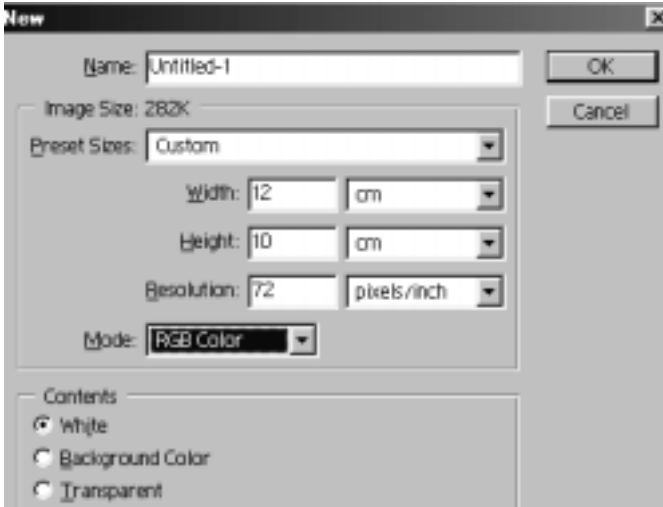 New
Name: Untitled-1
OK
Image Size: 282K
Cancel
Preset Sizes: Custom
Width: 12 cm
Height: 10 cm
Resolution: 72 pixels/inch
Mode: RGB Color
Contents
White
Background Color
Transparent